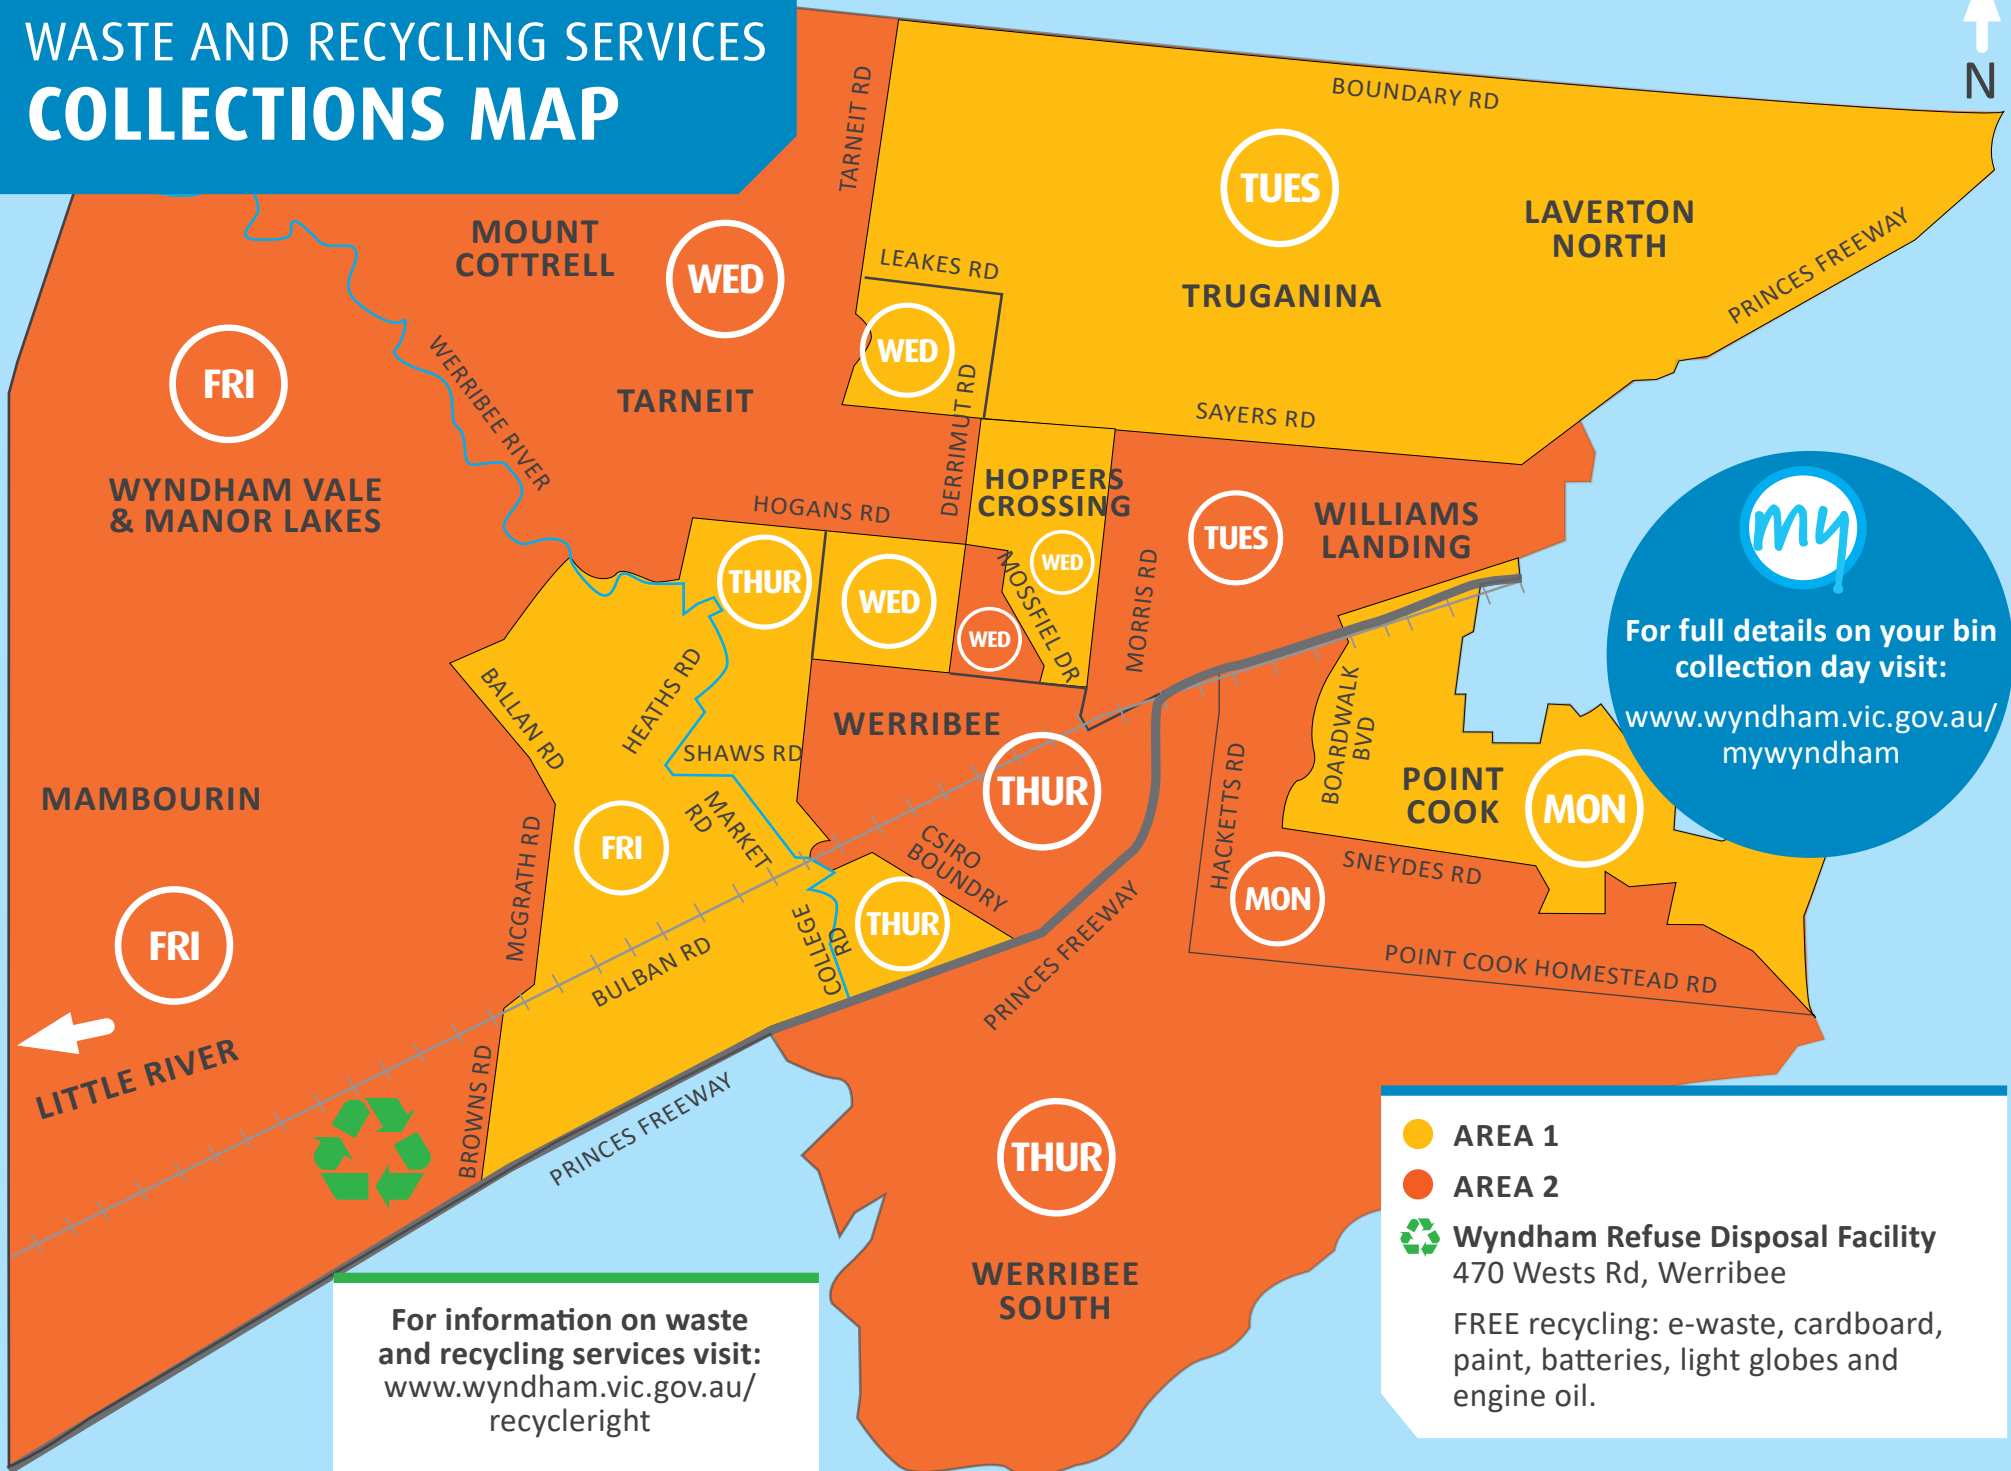 WASTE AND RECYCLING SERVICES
COLLECTIONS MAP
N
BOUNDARY RD
TARNEIT RD
TUES
LAVERTON
NORTH
PRINCES FREEWAY
TRUGANINA
MOUNT
COTTRELL
WED
LEAKES RD
WED
FRI
WERRIBEE RIVER
TARNEIT
DERRIMUT RD
SAYERS RD
WYNDHAM VALE
& MANOR LAKES
HOGANS RD
HOPPERS
CROSSING
WED
TUES
WILLIAMS
LANDING
THUR
WED
WED
MOSSFIEL DR
MORRIS RD
my
For full details on your bin
collection day visit:
www.wyndham.vic.gov.au/
mywyndham
BALLAN RD
HEATHS RD
SHAWS RD
WERRIBEE
THUR
HACKETTS RD
BOARDWALK
BVD
POINT
COOK
MON
MAMBOURIN
MCGRATH RD
FRI
MARKET
RD
CSIRO
BOUNDRY
SNEYDES RD
MON
FRI
COLLEGE
RD
THUR
BULBAN RD
PRINCES FREEWAY
POINT COOK HOMESTEAD RD
LITTLE RIVER
BROWNS RD
PRINCES FREEWAY
THUR
WERRIBEE
SOUTH
AREA 1
AREA 2
Wyndham Refuse Disposal Facility
470 Wests Rd, Werribee
FREE recycling: e-waste, cardboard,
paint, batteries, light globes and
engine oil.
For information on waste
and recycling services visit:
www.wyndham.vic.gov.au/
recycleright